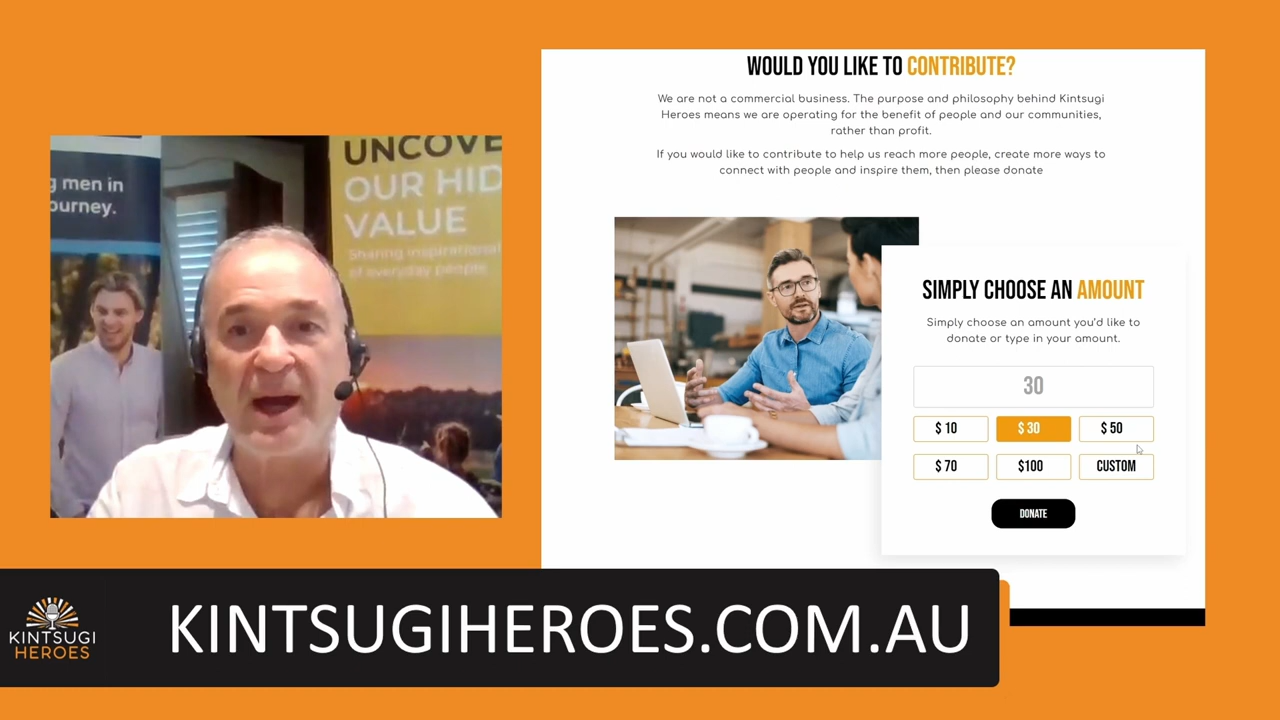 WOULD YOU LIKE TO CONTRIBUTE?
We are not a commercial business. The purpose and philosophy behind Kintsugi
Heroes means we are operating for the benefit of people and our communities,
rather than profit.
If you would like to contribute to help us reach more people, create more ways to
connect with people and inspire them, then please donate
g men in
ourney.
UNCOVE
OUR HID
VALUE
Sharing inspirational
of everyday people
SIMPLY CHOOSE AN AMOUNT
Simply choose an amount you'd like to
donate or type in your amount.
30
$ 10
$ 30
$ 50
$ 70
$100
CUSTOM
DONATE
KINTSUGI
HEROES
KINTSUGIHEROES.COM.AU